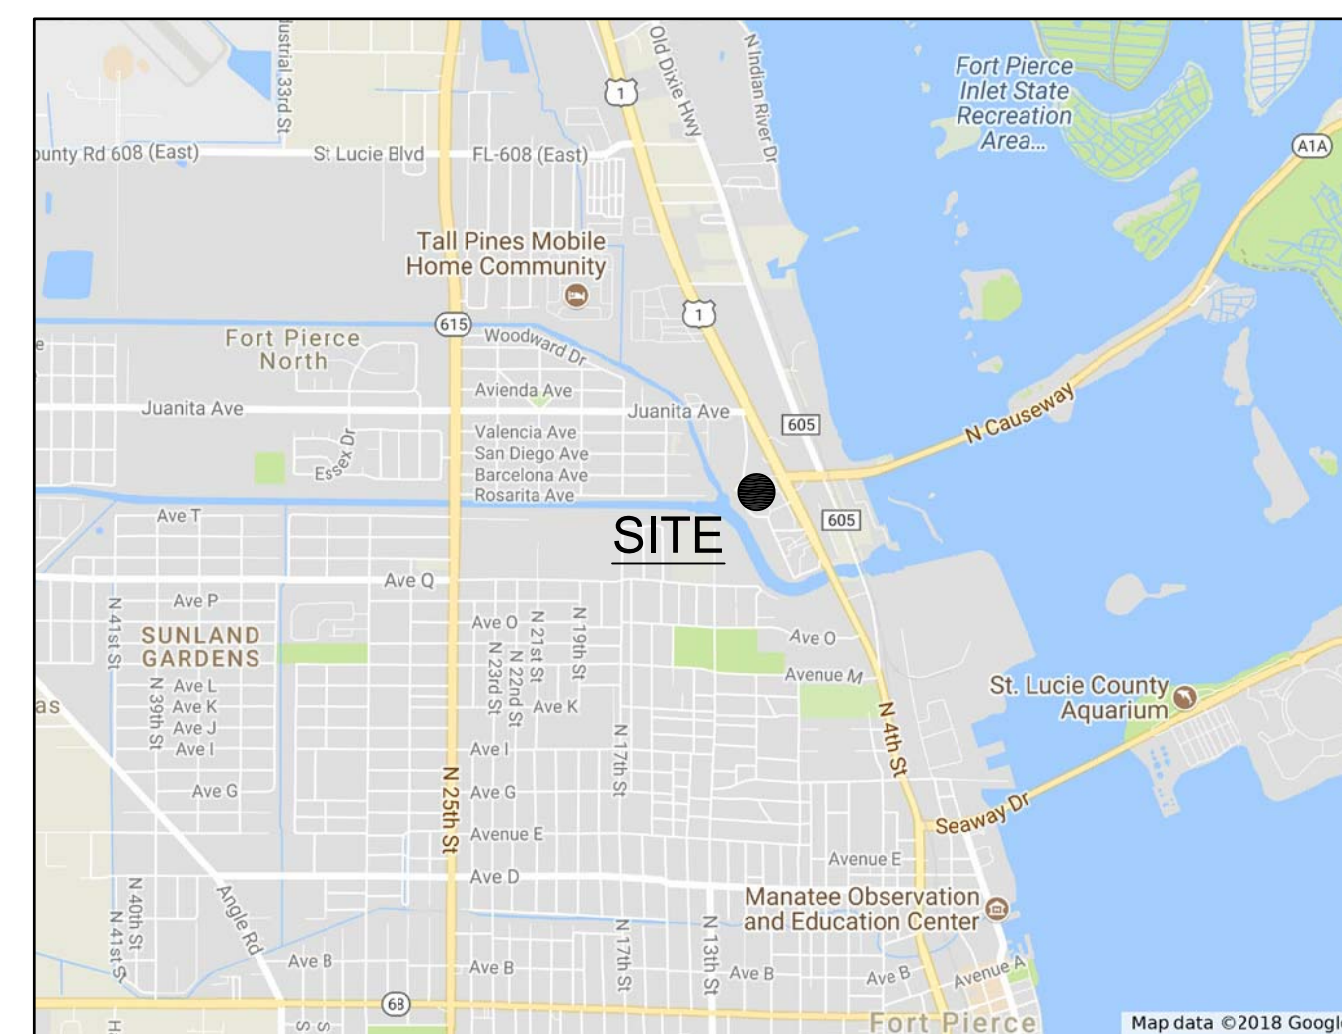 ustrial 33rd St
Old Dixie Hwy
N Indian River Dr
1
Fort Pierce
Inlet State
Recreation
Area...
A1A
ounty Rd 608 (East)
St Lucie Blvd
FL-608 (East)
Tall Pines Mobile
Home Community
1
615
Fort Pierce
North
Woodward Dr
e
Avienda Ave
Juanita Ave
Juanita Ave
605
N Causeway
Valencia Ave
San Diego Ave
Barcelona Ave
Rosarita Ave
Essex Dr
Ave T
SITE
605
Ave Q
N 41st St
Ave P
SUNLAND
GARDENS
Ave O
N 21st St
N 19th St
N 23rd St
N 22nd St
Ave O
Avenue M
N 39th St
Ave L
Ave K
Ave J
Ave I
as
Ave K
St. Lucie County
Aquarium
N 4th St
N 17th St
Ave I
N 25th St
Ave G
Ave G
Seaway Dr
Avenue E
Avenue E
Ave D
Manatee Observation
and Education Center
N 40th St
N 41st St
Angle Rd
N 17th St
N 13th St
Ave B
Ave B
Ave B
Ave B
Avenue A
68
Fort Pierce
H
S
S
Map data ©2018 Googl